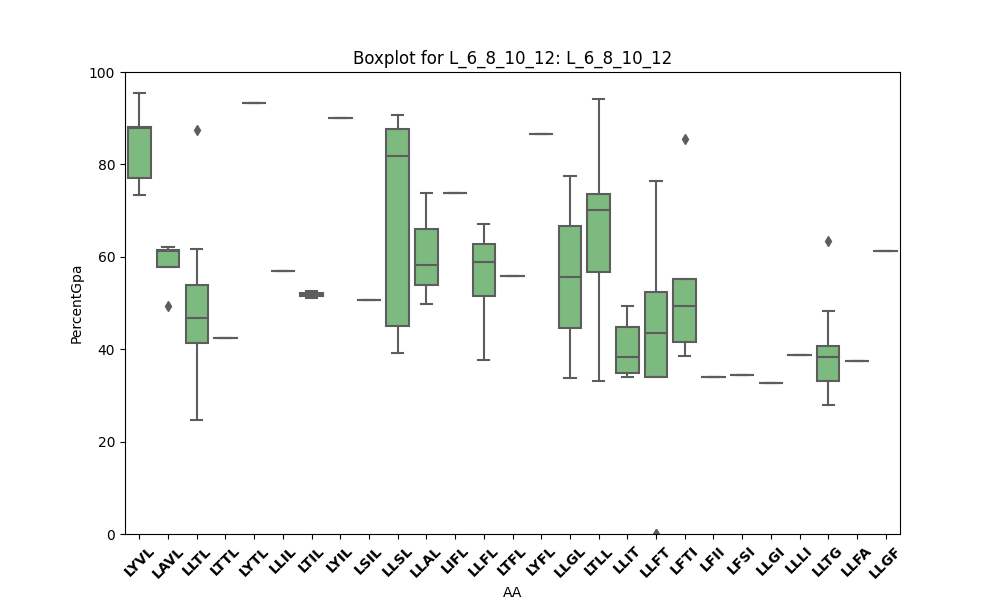 Boxplot for L_6_8_10_12: L_6_8_10_12
100
80
60
40
20
0
PercentGpa
LYVL LAVL LLTL LTTL LYTL LLIL LTIL LYIL LSIL LLSL LLAL LIFL LLFL LTFL LYFL LLGL LTLL LLIT LLFT LFTI LFII LFSI LLGI LLLI LLTG LLFA LLGF
AA